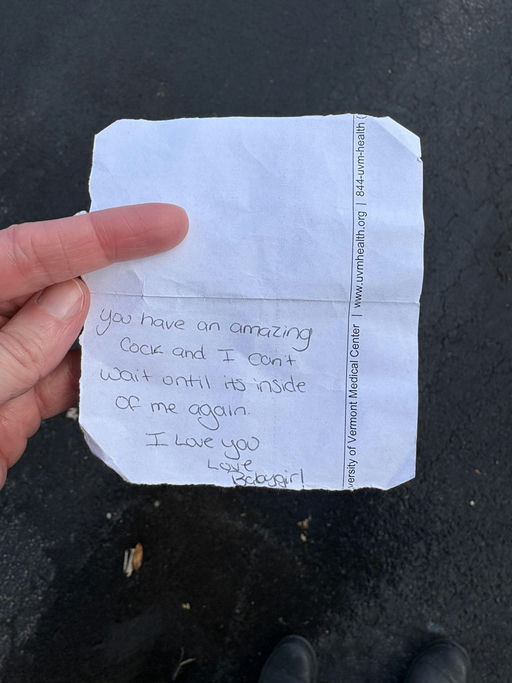 you have an amazing
Cock and I can't
wait until its inside
of me again.
I Love you
Love
Babygirl
versity of Vermont Medical Center | www.uvmhealth.org | 844-uvm-health (